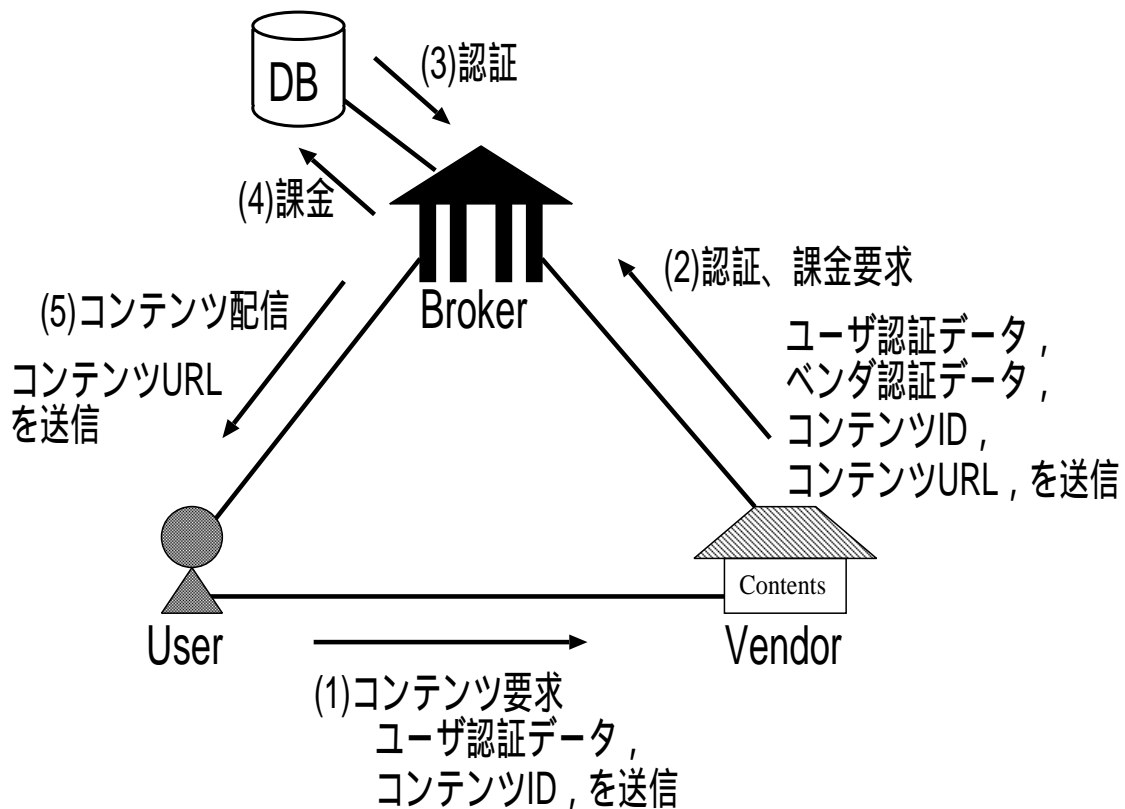 DB
(3)認証
(4)課金
(2)認証、課金要求
(5)コンテンツ配信
Broker
ユーザ認証データ，
コンテンツURL
ベンダ認証データ，
を送信
コンテンツID，
コンテンツURL，を送信
Contents
User
Vendor
(1)コンテンツ要求
ユーザ認証データ，
コンテンツID，を送信